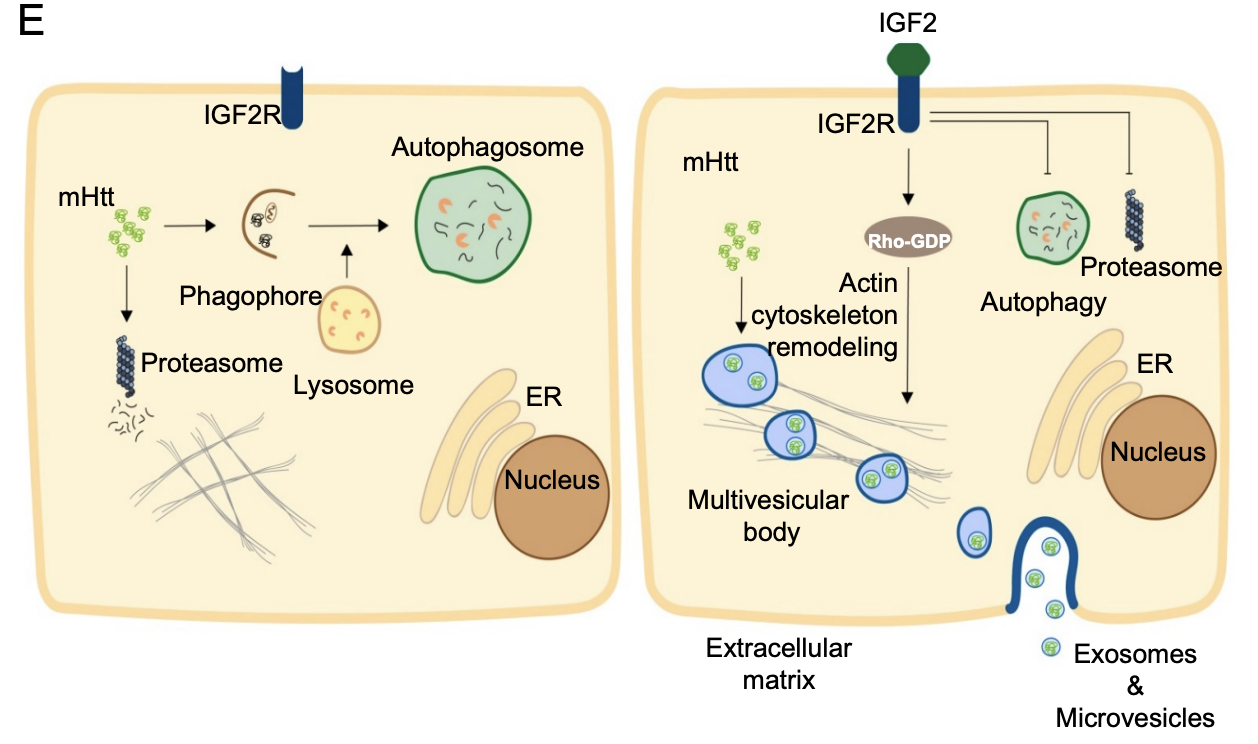 E
IGF2R
Autophagosome
mHtt
Phagophore
Proteasome
Lysosome
ER
Nucleus
IGF2
IGF2R
mHtt
Rho-GDP
Proteasome
Actin
cytoskeleton
remodeling
Autophagy
ER
Nucleus
Multivesicular
body
Extracellular
matrix
Exosomes
&
Microvesicles